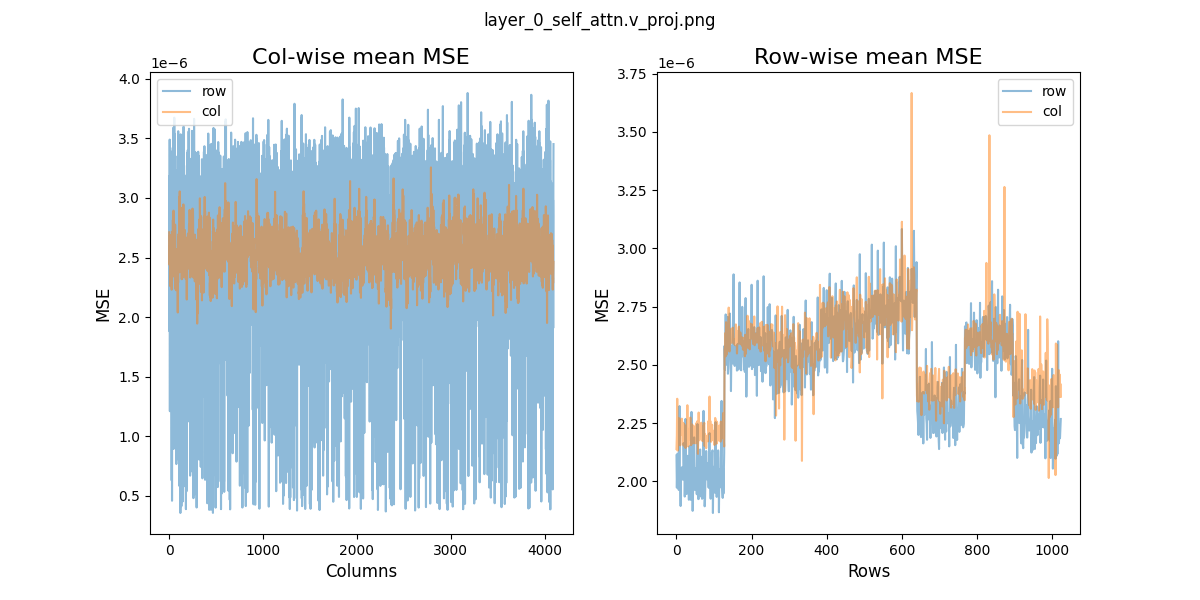 layer_0_self_attn.v_proj.png
Col-wise mean MSE
1e−6
4.0
3.5
3.0
2.5
2.0
1.5
1.0
0.5
MSE
row
col
0
1000
2000
3000
4000
Columns
Row-wise mean MSE
1e−6
3.75
3.50
3.25
3.00
2.75
2.50
2.25
2.00
MSE
row
col
0
200
400
600
800
1000
Rows